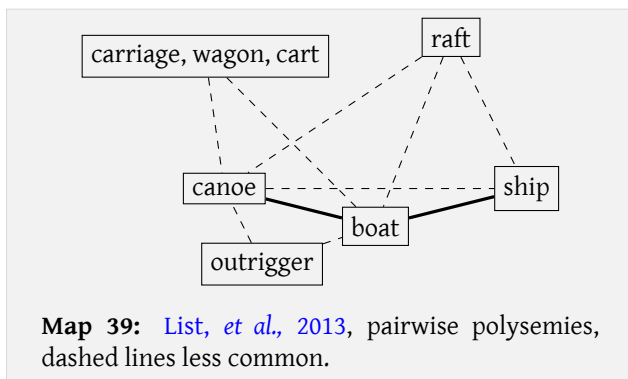 raft
carriage, wagon, cart
canoe
ship
boat
outrigger
Map 39: List, et al., 2013, pairwise polysemies,
dashed lines less common.